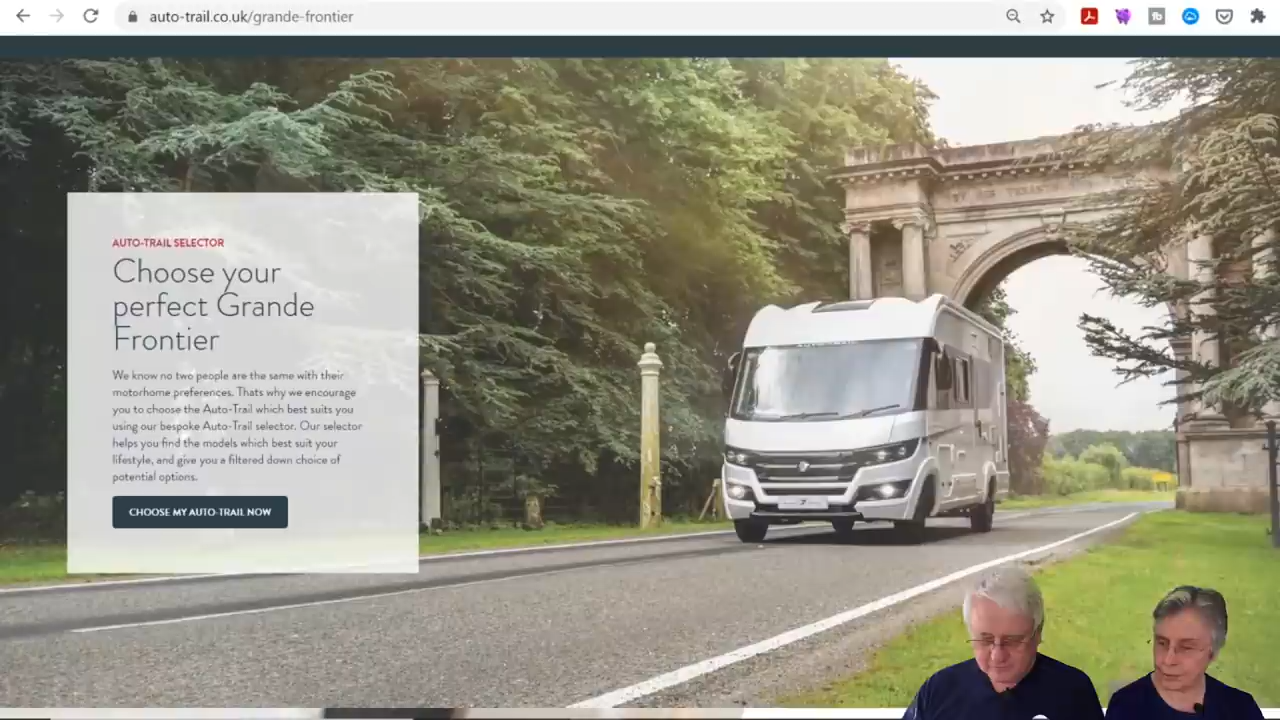 auto-trail.co.uk/grande-frontier
AUTO-TRAIL SELECTOR
Choose your
perfect Grande
Frontier
We know no two people are the same with their
motorhome preferences. Thats why we encourage
you to choose the Auto-Trail which best suits you
using our bespoke Auto-Trail selector. Our selector
helps you find the models which best suit your
lifestyle, and give you a filtered down choice of
potential options.
CHOOSE MY AUTO-TRAIL NOW